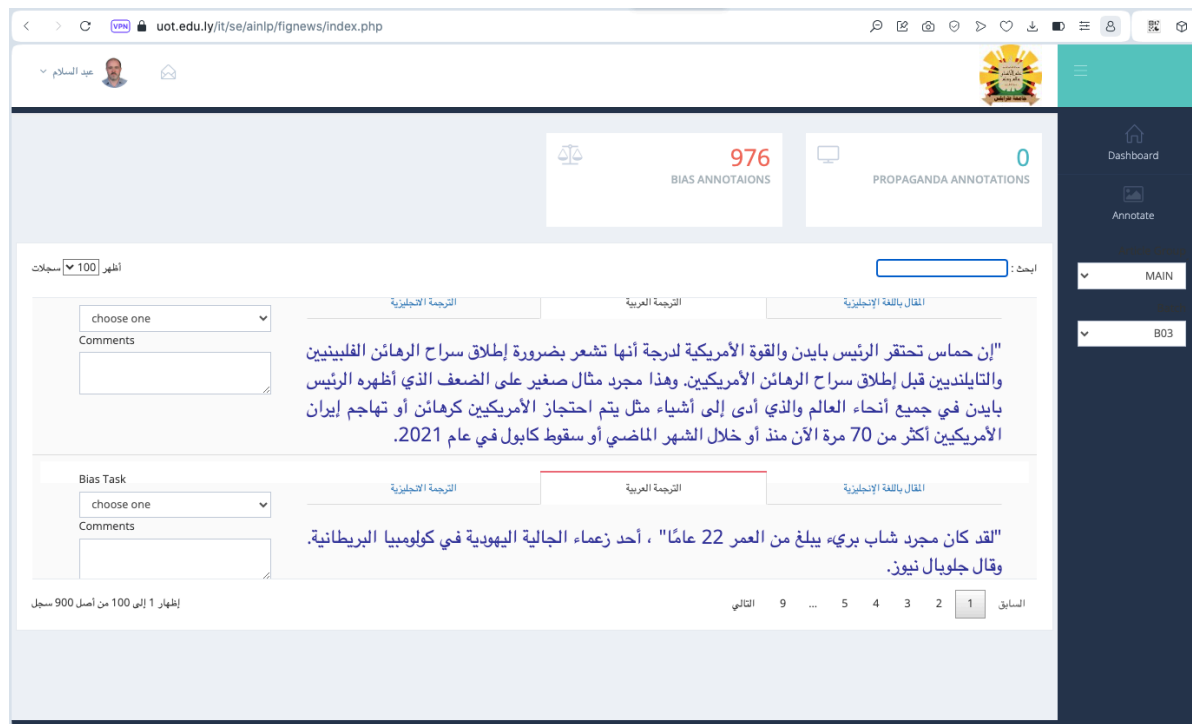 VPN uot.edu.ly/it/se/ainlp/fignews/index.php
عبد السلام
Dashboard
Annotate
MAIN
B03
0
PROPAGANDA ANNOTATIONS
976
BIAS ANNOTAIONS
ابحث :
أظهر 100 سجلات
المقال باللغة الإنجليزية
الترجمة العربية
الترجمة الانجليزية
"إن حماس تحتقر الرئيس بايدن والقوة الأمريكية لدرجة أنها تشعر بضرورة إطلاق سراح الرهائن الفلبينيين
والتايلنديين قبل إطلاق سراح الرهائن الأمريكيين. وهذا مجرد مثال صغير على الضعف الذي أظهره الرئيس
بايدن في جميع أنحاء العالم والذي أدى إلى أشياء مثل يتم احتجاز الأمريكيين كرهائن أو تهاجم إيران
الأمريكيين أكثر من 70 مرة الآن منذ أو خلال الشهر الماضي أو سقوط كابول في عام 2021.
choose one
Comments
المقال باللغة الإنجليزية
الترجمة العربية
الترجمة الانجليزية
"لقد كان مجرد شاب بريء يبلغ من العمر 22 عامًا" ، أحد زعماء الجالية اليهودية في كولومبيا البريطانية.
وقال جلوبال نيوز.
Bias Task
choose one
Comments
السابق 1 2 3 4 5 ... 9 التالي
إظهار 1 إلى 100 من أصل 900 سجل